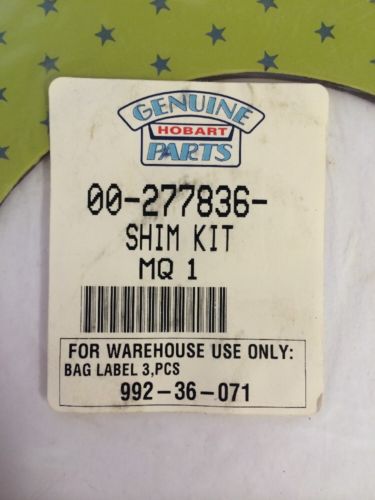 GENUINE
HOBART
PARTS
00-277836-
SHIM KIT
MQ 1
FOR WAREHOUSE USE ONLY:
BAG LABEL 3,PCS
992-36-071